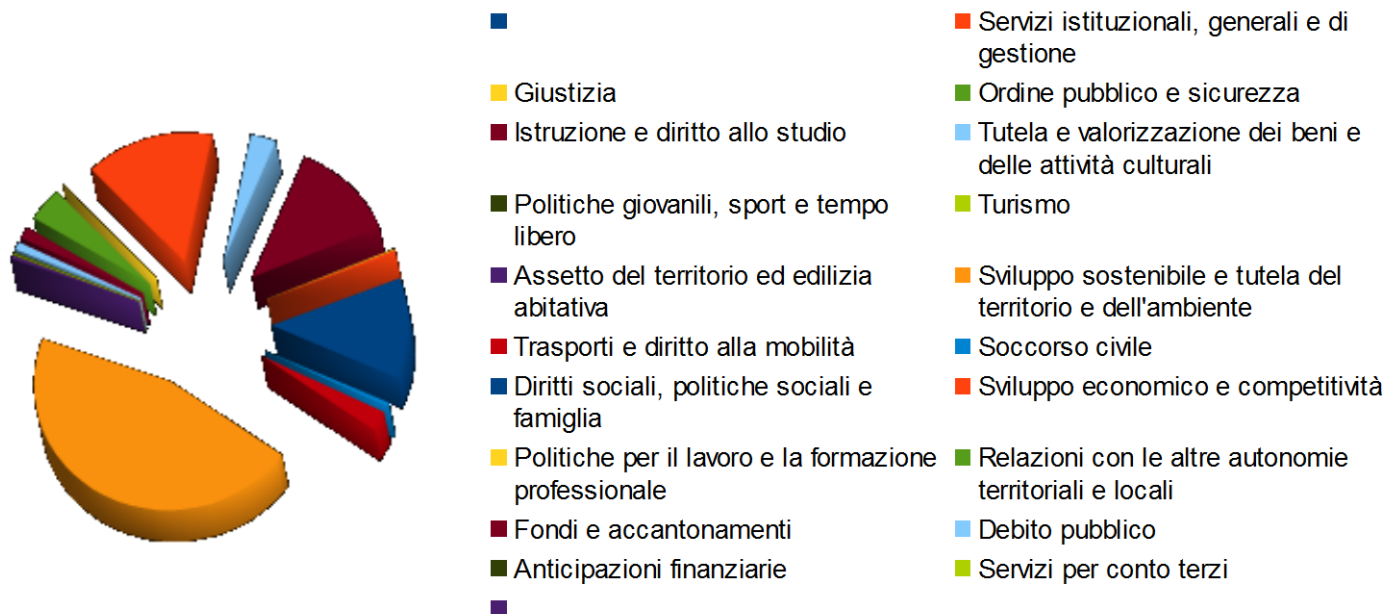 Servizi istituzionali, generali e di
gestione
Giustizia
Ordine pubblico e sicurezza
Istruzione e diritto allo studio
Tutela e valorizzazione dei beni e
delle attività culturali
Politiche giovanili, sport e tempo
libero
Turismo
Assetto del territorio ed edilizia
abitativa
Sviluppo sostenibile e tutela del
territorio e dell'ambiente
Trasporti e diritto alla mobilità
Soccorso civile
Diritti sociali, politiche sociali e
famiglia
Sviluppo economico e competitività
Politiche per il lavoro e la formazione
professionale
Relazioni con le altre autonomie
territoriali e locali
Fondi e accantonamenti
Debito pubblico
Anticipazioni finanziarie
Servizi per conto terzi